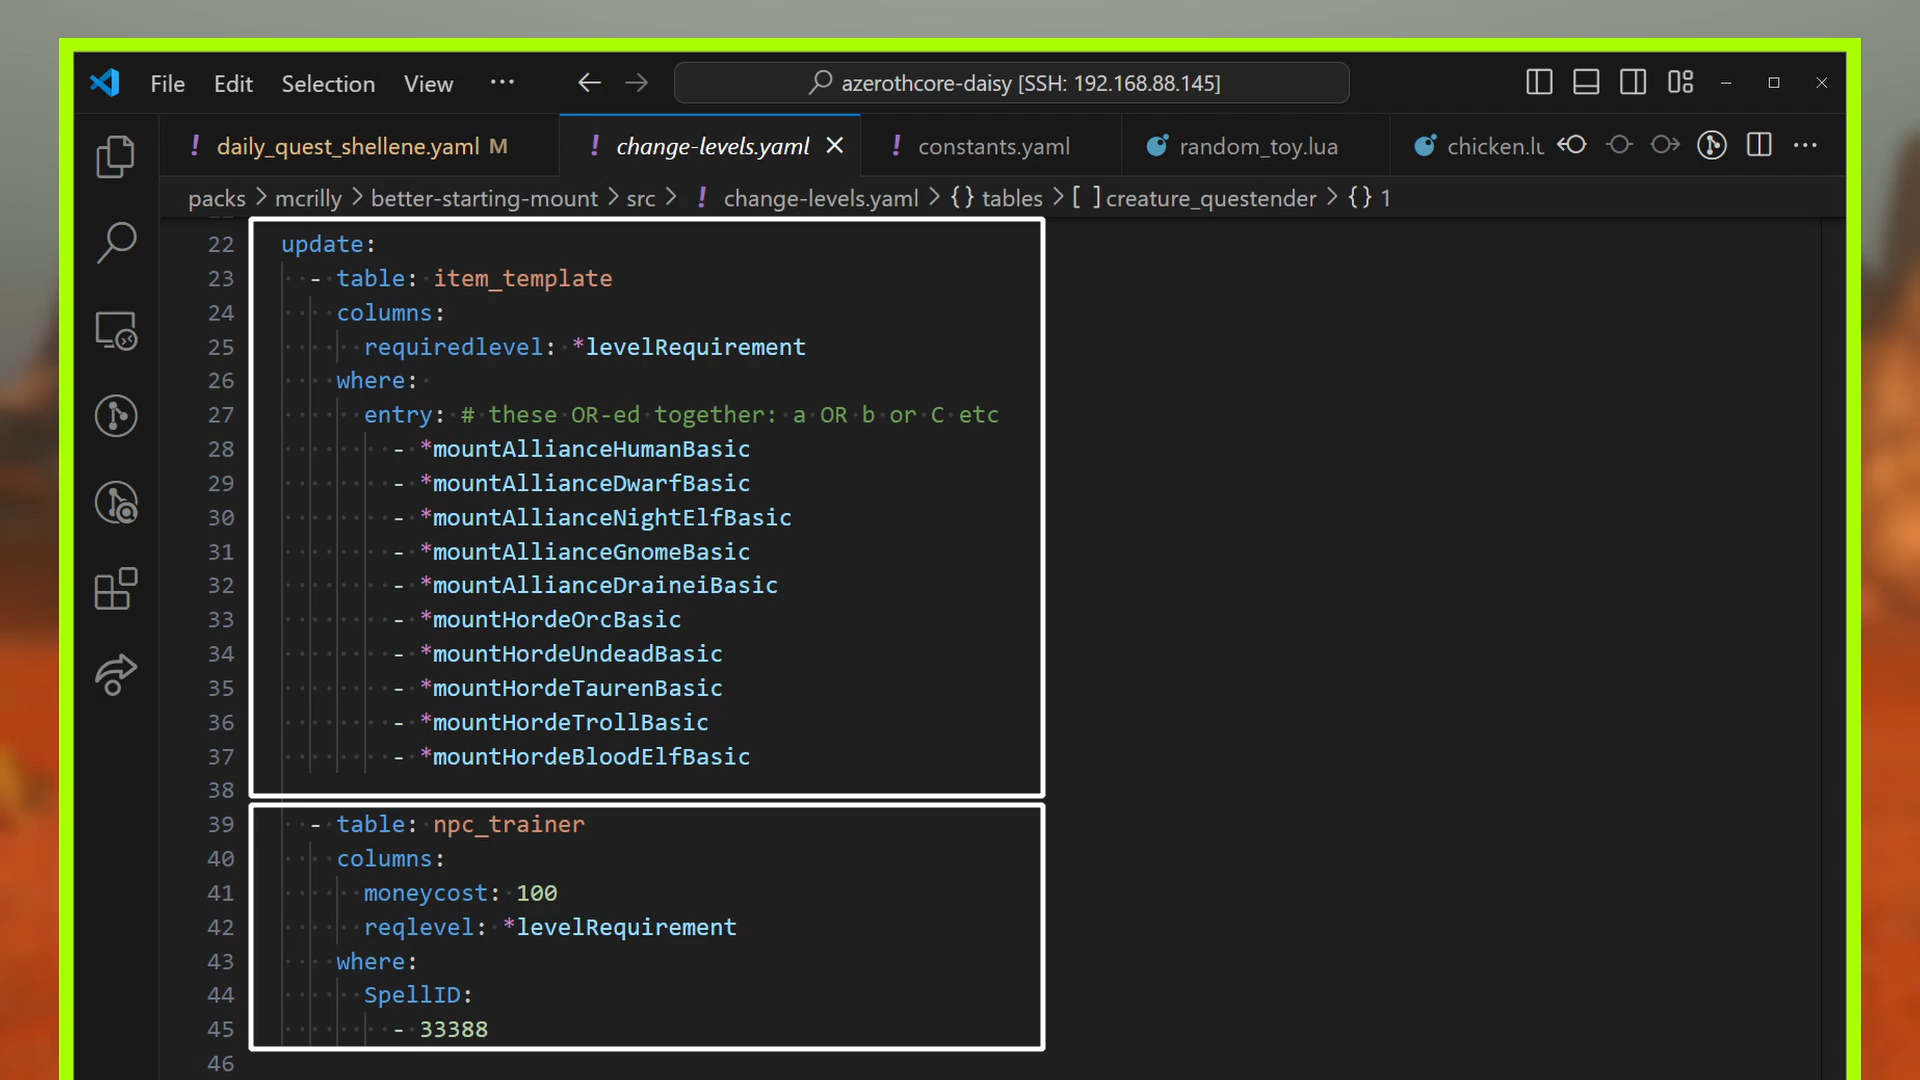 File Edit Selection View ··· azerothcore-daisy [SSH: 192.168.88.145]
! daily_quest_shellene.yaml M ! change-levels.yaml ! constants.yaml random_toy.lua chicken.lu
packs > mcrilly > better-starting-mount > src > ! change-levels.yaml > {} tables > [ ] creature_questender > {} 1
22 update:
23 - table: item_template
24 columns:
25 requiredlevel: *levelRequirement
26 where:
27 entry: # these OR-ed together: a OR b or C etc
28 - *mountAllianceHumanBasic
29 - *mountAllianceDwarfBasic
30 - *mountAllianceNightElfBasic
31 - *mountAllianceGnomeBasic
32 - *mountAllianceDraineiBasic
33 - *mountHordeOrcBasic
34 - *mountHordeUndeadBasic
35 - *mountHordeTaurenBasic
36 - *mountHordeTrollBasic
37 - *mountHordeBloodElfBasic
38
39 - table: npc_trainer
40 columns:
41 moneycost: 100
42 reqlevel: *levelRequirement
43 where:
44 SpellID:
45 - 33388
46